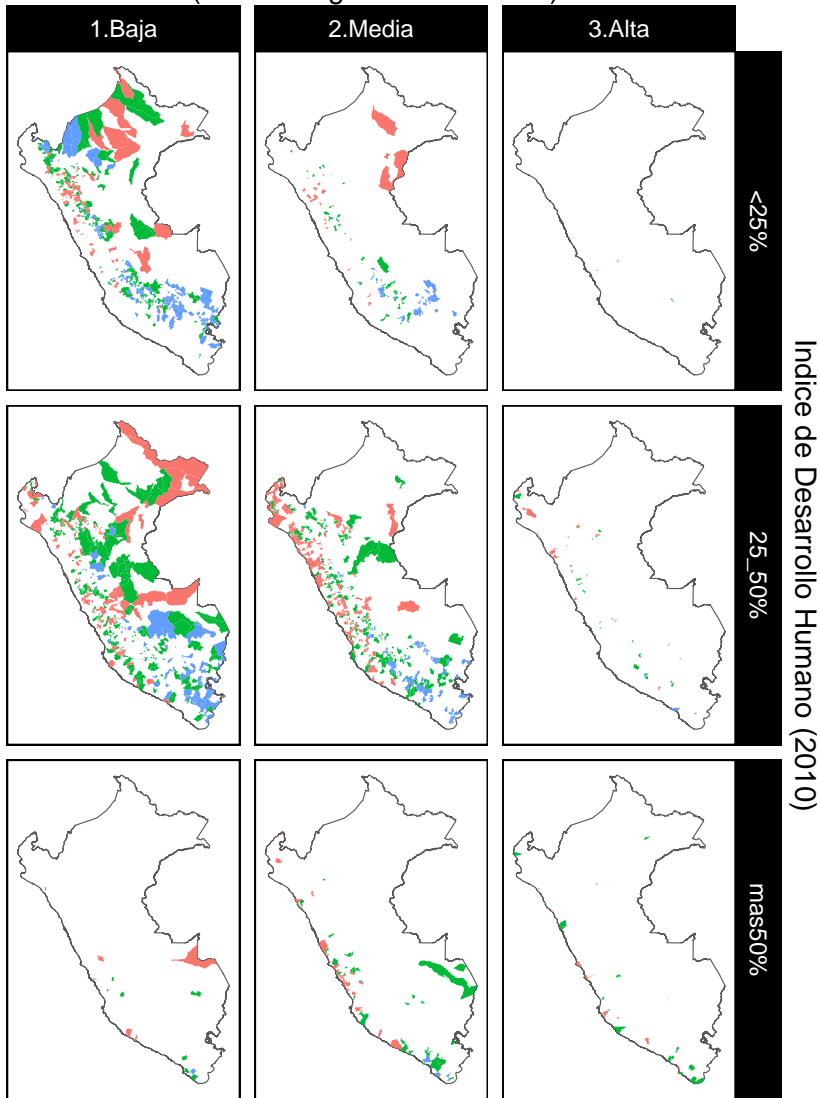 1.Baja
2.Media
3.Alta
<25%
25_50%
mas50%
Indice de Desarrollo Humano (2010)